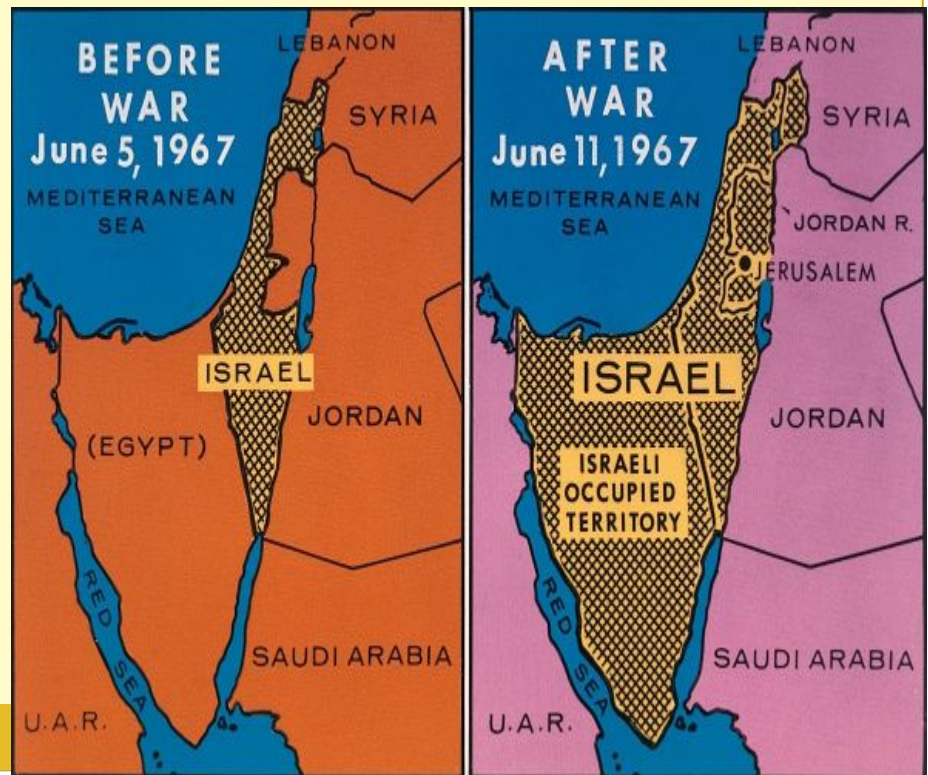 BEFORE
WAR
June 5, 1967
LEBANON
SYRIA
MEDITERRANEAN
SEA
ISRAEL
JORDAN
(EGYPT)
RED
SEA
SAUDI ARABIA
U.A.R.
AFTER
WAR
June 11, 1967
LEBANON
SYRIA
MEDITERRANEAN
SEA
JORDAN R.
JERUSALEM
ISRAEL
JORDAN
ISRAELI
OCCUPIED
TERRITORY
RED
SEA
SAUDI ARABIA
U.A.R.